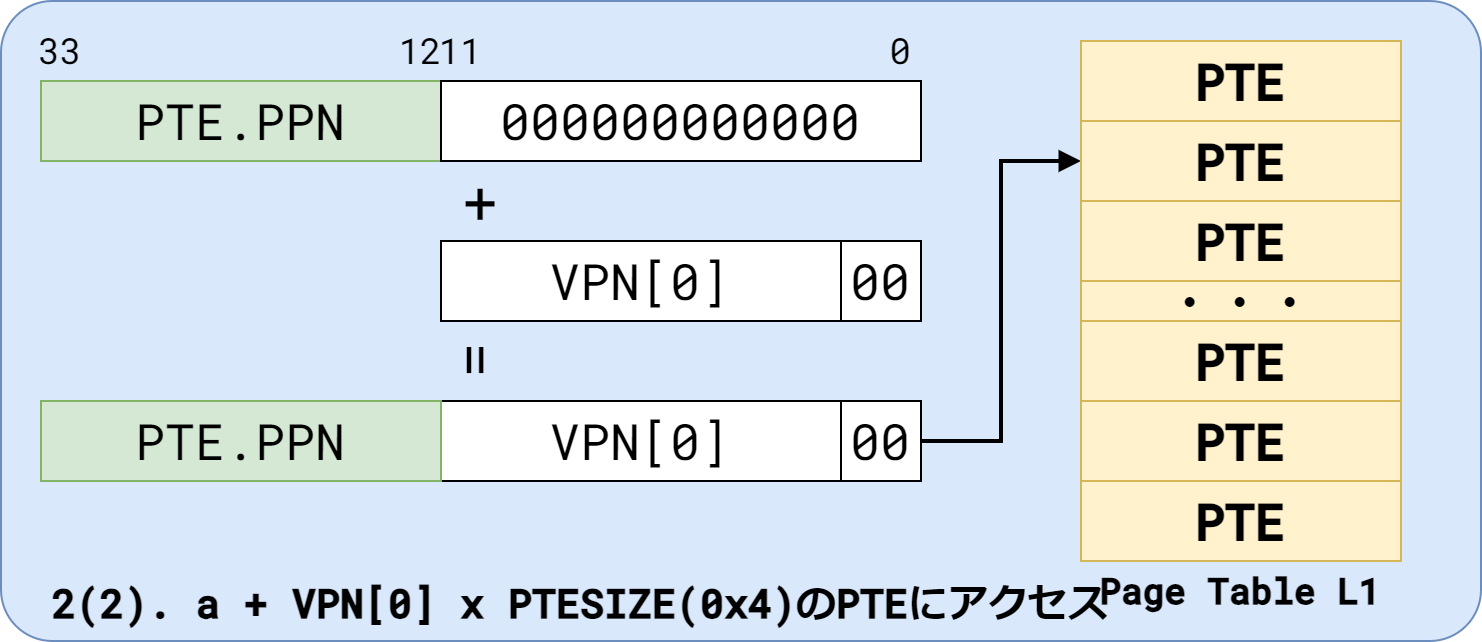 33 1211 0
PTE.PPN 000000000000
+
VPN[0] 00
=
PTE.PPN VPN[0] 00
PTE
PTE
PTE
・・・
PTE
PTE
PTE
2(2). a + VPN[0] x PTESIZE(0x4)のPTEにアクセス
Page Table L1